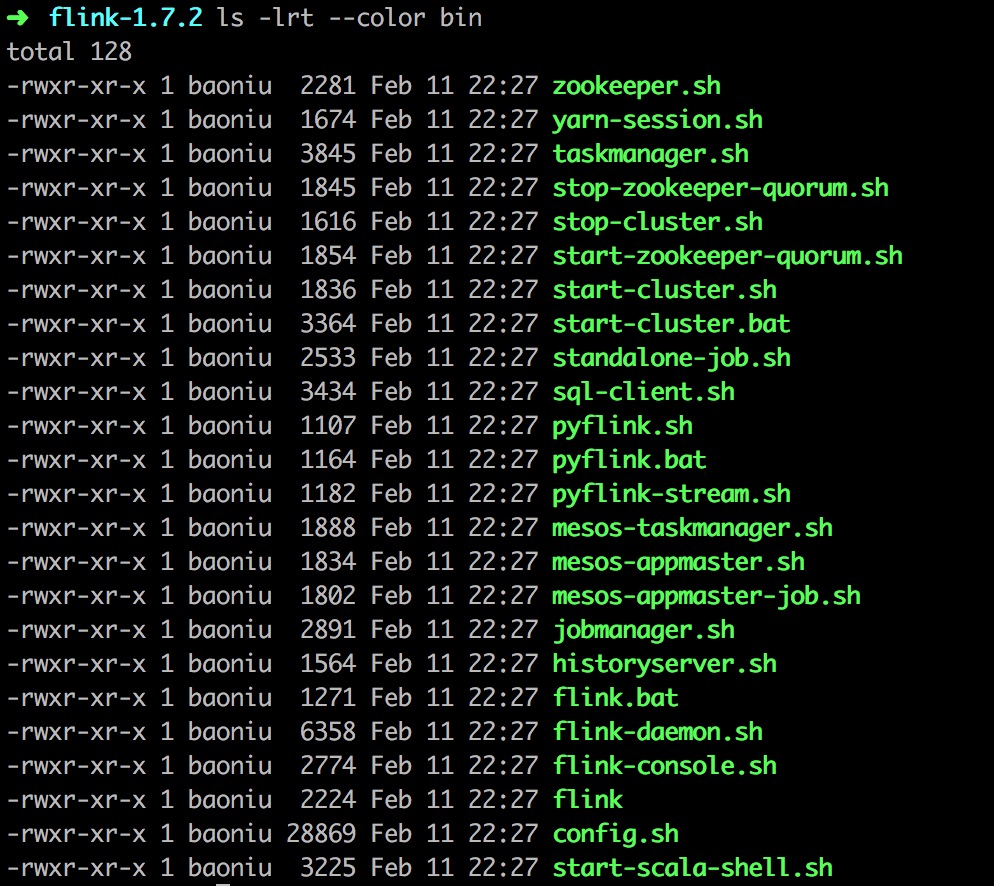 ➜ flink-1.7.2 ls -lrt --color bin
total 128
-rwxr-xr-x 1 baoniu  2281 Feb 11 22:27 zookeeper.sh
-rwxr-xr-x 1 baoniu  1674 Feb 11 22:27 yarn-session.sh
-rwxr-xr-x 1 baoniu  3845 Feb 11 22:27 taskmanager.sh
-rwxr-xr-x 1 baoniu  1845 Feb 11 22:27 stop-zookeeper-quorum.sh
-rwxr-xr-x 1 baoniu  1616 Feb 11 22:27 stop-cluster.sh
-rwxr-xr-x 1 baoniu  1854 Feb 11 22:27 start-zookeeper-quorum.sh
-rwxr-xr-x 1 baoniu  1836 Feb 11 22:27 start-cluster.sh
-rwxr-xr-x 1 baoniu  3364 Feb 11 22:27 start-cluster.bat
-rwxr-xr-x 1 baoniu  2533 Feb 11 22:27 standalone-job.sh
-rwxr-xr-x 1 baoniu  3434 Feb 11 22:27 sql-client.sh
-rwxr-xr-x 1 baoniu  1107 Feb 11 22:27 pyflink.sh
-rwxr-xr-x 1 baoniu  1164 Feb 11 22:27 pyflink.bat
-rwxr-xr-x 1 baoniu  1182 Feb 11 22:27 pyflink-stream.sh
-rwxr-xr-x 1 baoniu  1888 Feb 11 22:27 mesos-taskmanager.sh
-rwxr-xr-x 1 baoniu  1834 Feb 11 22:27 mesos-appmaster.sh
-rwxr-xr-x 1 baoniu  1802 Feb 11 22:27 mesos-appmaster-job.sh
-rwxr-xr-x 1 baoniu  2891 Feb 11 22:27 jobmanager.sh
-rwxr-xr-x 1 baoniu  1564 Feb 11 22:27 historyserver.sh
-rwxr-xr-x 1 baoniu  1271 Feb 11 22:27 flink.bat
-rwxr-xr-x 1 baoniu  6358 Feb 11 22:27 flink-daemon.sh
-rwxr-xr-x 1 baoniu  2774 Feb 11 22:27 flink-console.sh
-rwxr-xr-x 1 baoniu  2224 Feb 11 22:27 flink
-rwxr-xr-x 1 baoniu 28869 Feb 11 22:27 config.sh
-rwxr-xr-x 1 baoniu  3225 Feb 11 22:27 start-scala-shell.sh